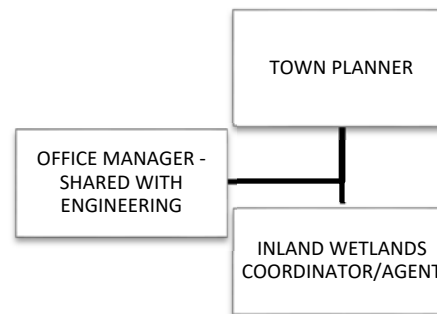 TOWN PLANNER
OFFICE MANAGER -
SHARED WITH
ENGINEERING
INLAND WETLANDS
COORDINATOR/AGENT